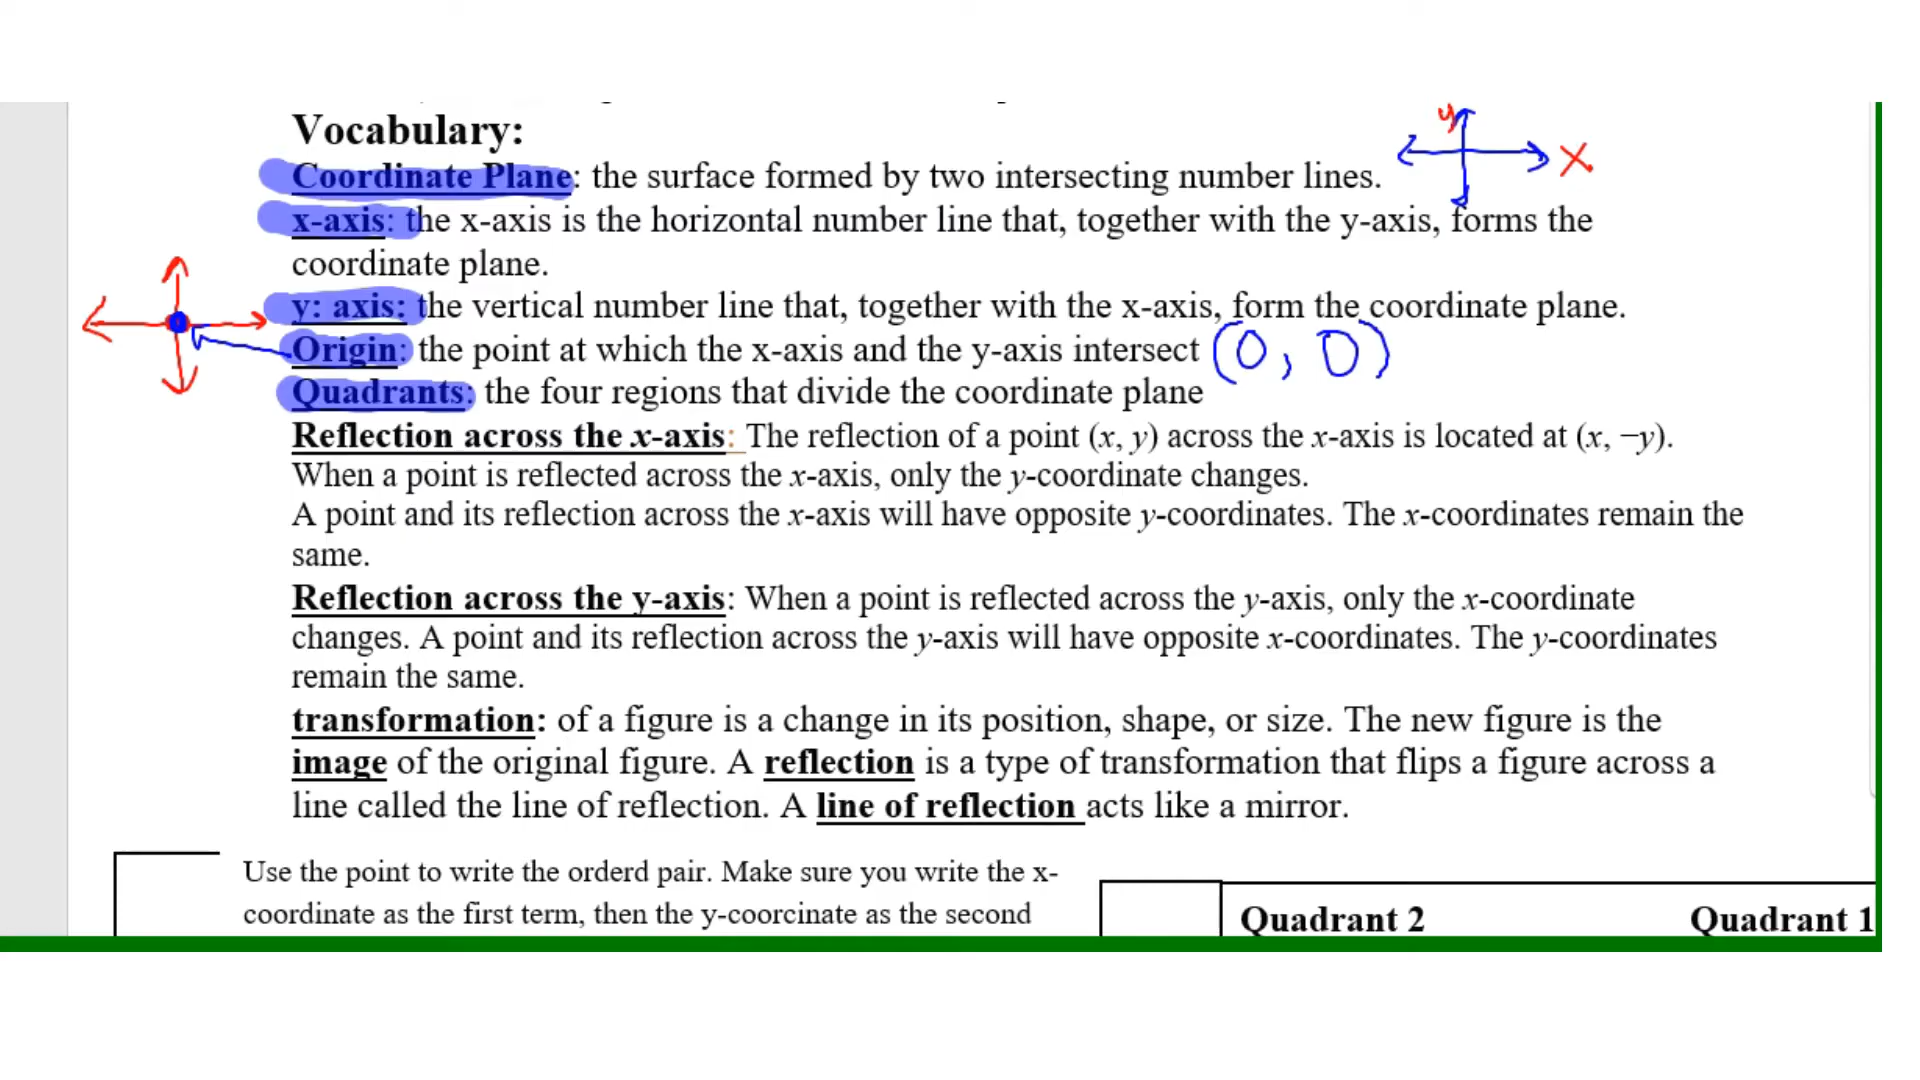 Vocabulary:
y
Coordinate Plane: the surface formed by two intersecting number lines.
X
x-axis: the x-axis is the horizontal number line that, together with the y-axis, forms the
coordinate plane.
y: axis: the vertical number line that, together with the x-axis, form the coordinate plane.
Origin: the point at which the x-axis and the y-axis intersect (0, 0)
Quadrants: the four regions that divide the coordinate plane
Reflection across the x-axis: The reflection of a point (x, y) across the x-axis is located at (x, −y).
When a point is reflected across the x-axis, only the y-coordinate changes.
A point and its reflection across the x-axis will have opposite y-coordinates. The x-coordinates remain the
same.
Reflection across the y-axis: When a point is reflected across the y-axis, only the x-coordinate
changes. A point and its reflection across the y-axis will have opposite x-coordinates. The y-coordinates
remain the same.
transformation: of a figure is a change in its position, shape, or size. The new figure is the
image of the original figure. A reflection is a type of transformation that flips a figure across a
line called the line of reflection. A line of reflection acts like a mirror.
Use the point to write the orderd pair. Make sure you write the x-
coordinate as the first term, then the y-coorcinate as the second
Quadrant 2
Quadrant 1